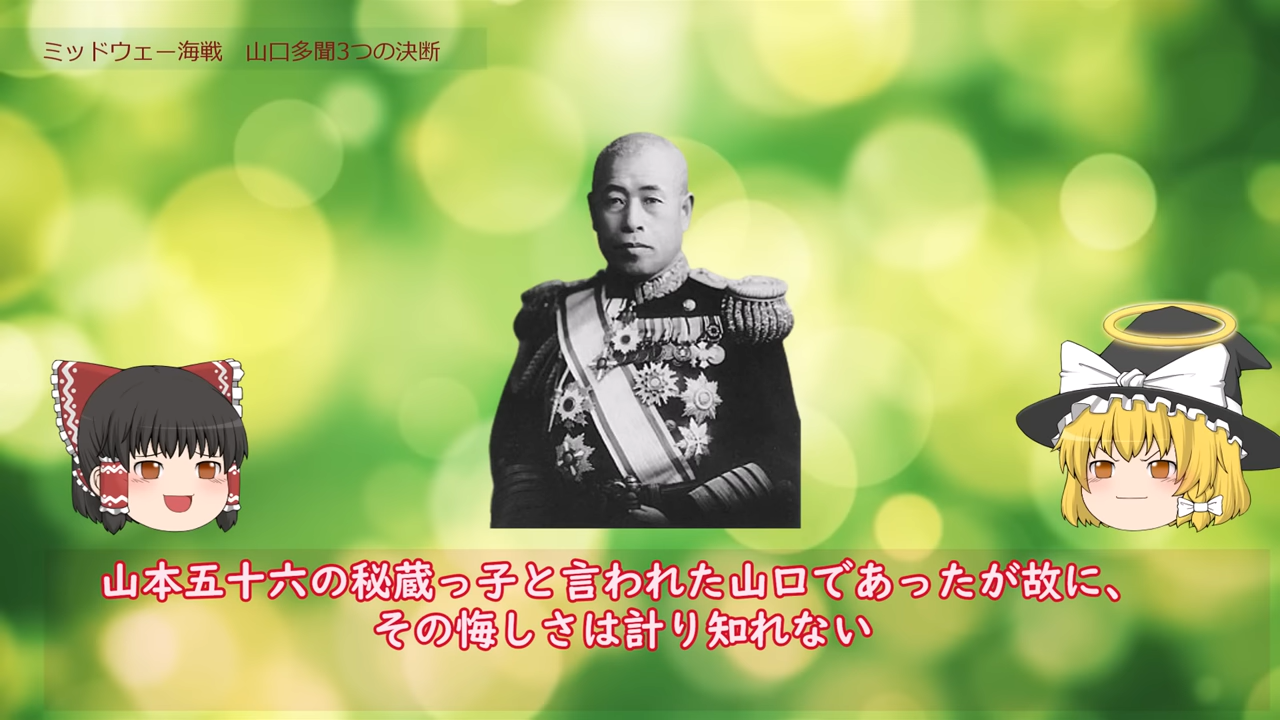 ミッドウェー海戦　山口多聞3つの決断
山本五十六の秘蔵っ子と言われた山口であったが故に、
その悔しさは計り知れない